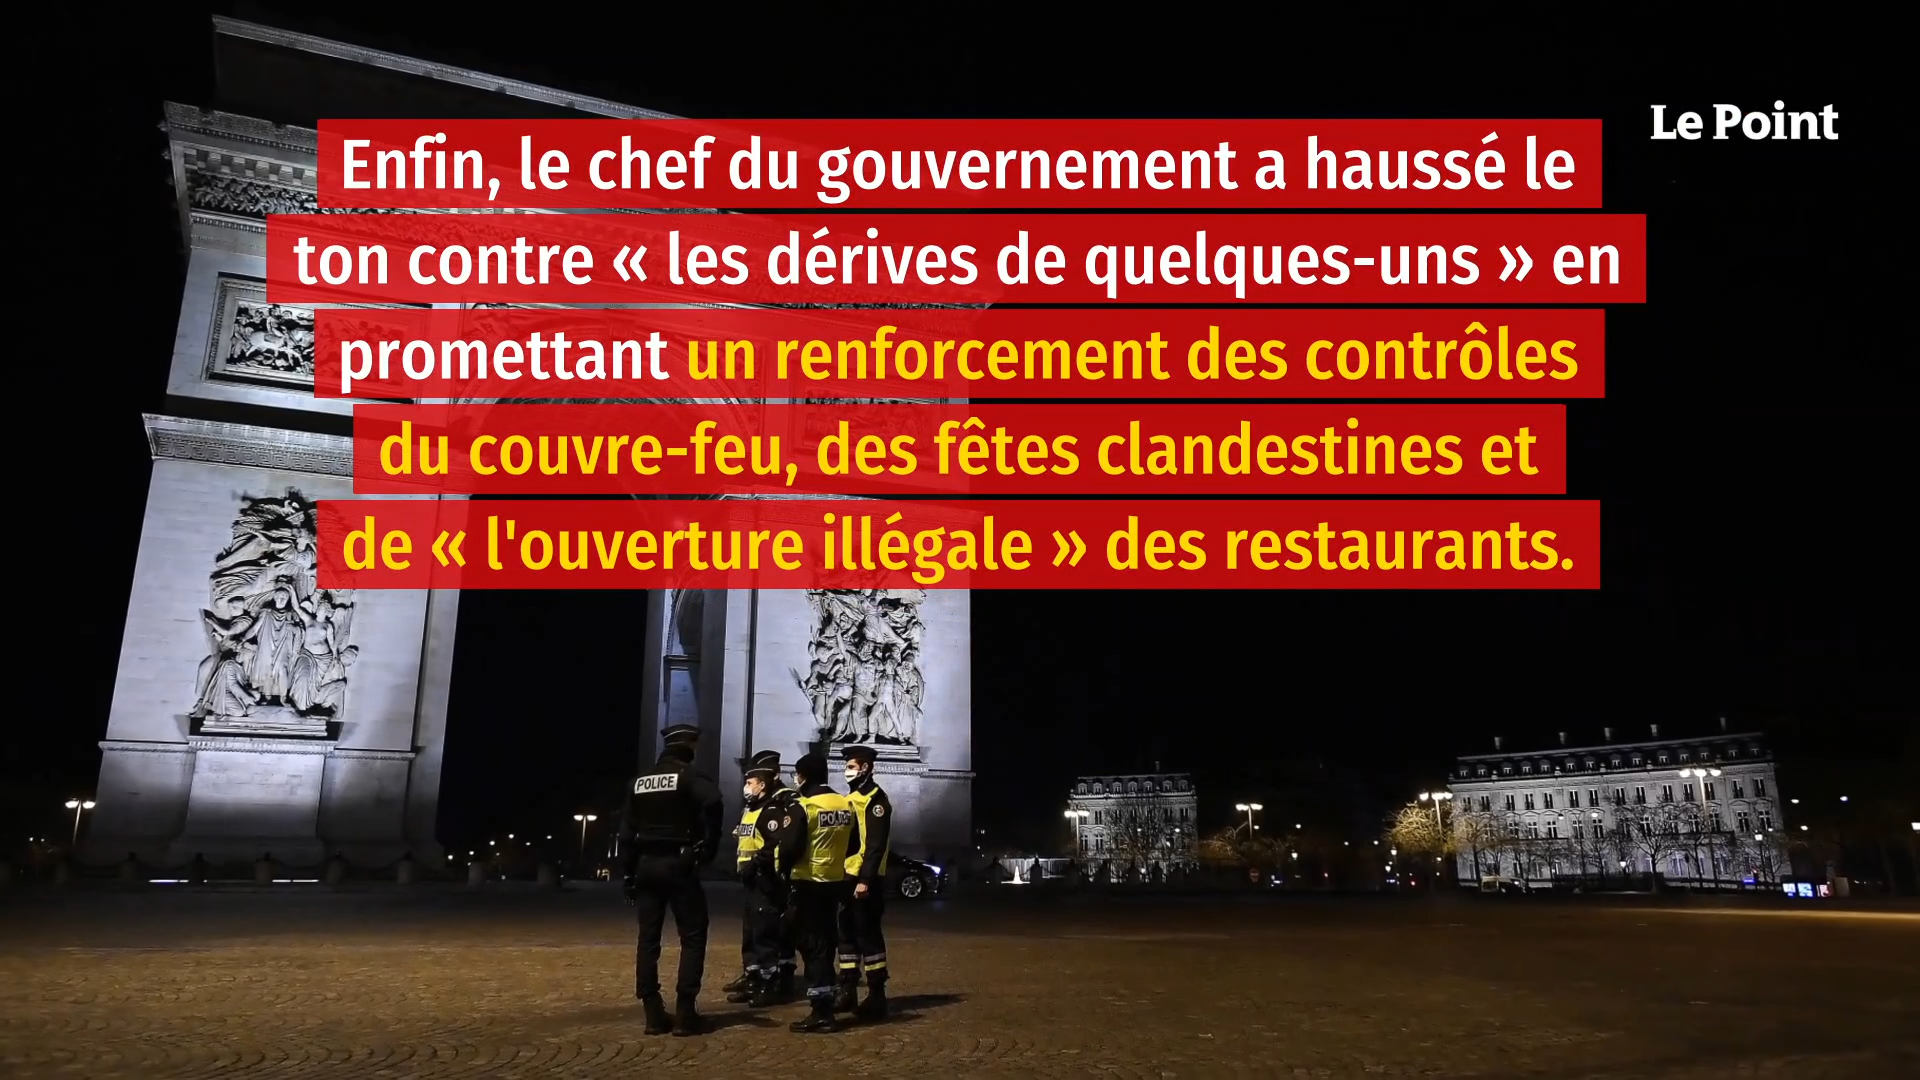 Le Point
Enfin, le chef du gouvernement a haussé le
ton contre « les dérives de quelques-uns » en
promettant un renforcement des contrôles
du couvre-feu, des fêtes clandestines et
de « l'ouverture illégale » des restaurants.
POLICE
POLICE